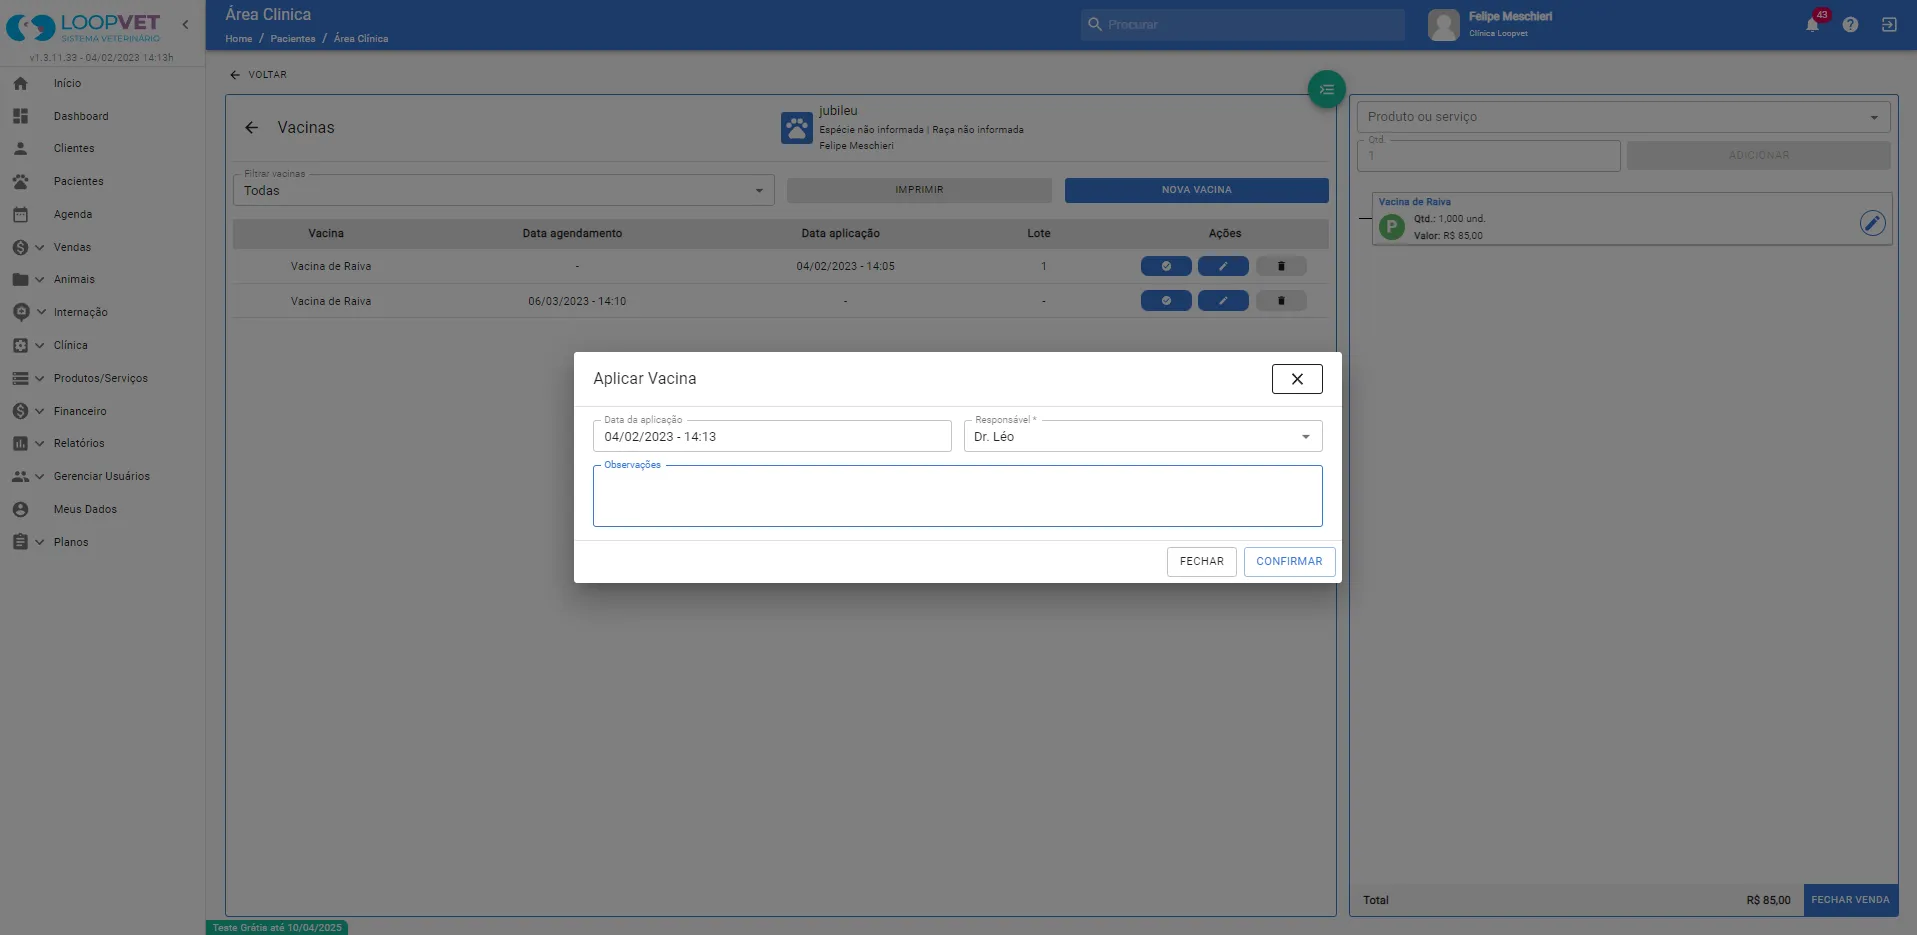 LOOPVET
SISTEMA VETERINÁRIO
v1.3.11.33 - 04/02/2023 14:13h
Início
Dashboard
Clientes
Pacientes
Agenda
Vendas
Animais
Internação
Clínica
Produtos/Serviços
Financeiro
Relatórios
Gerenciar Usuários
Meus Dados
Planos
Área Clínica
Home / Pacientes / Área Clínica
Procurar
Felipe Meschieri
Clínica Loopvet
43
VOLTAR
Vacinas
jubileu
Espécie não informada | Raça não informada
Felipe Meschieri
Filtrar vacinas
Todas
IMPRIMIR
NOVA VACINA
Vacina Data agendamento Data aplicação Lote Ações
Vacina de Raiva - 04/02/2023 - 14:05 1
Vacina de Raiva 06/03/2023 - 14:10 - -
Aplicar Vacina
Data da aplicação
04/02/2023 - 14:13
Responsável *
Dr. Léo
Observações
FECHAR
CONFIRMAR
Produto ou serviço
Qtd.
1
ADICIONAR
Vacina de Raiva
P
Qtd.: 1,000 und.
Valor: R$ 85,00
Total R$ 85,00
FECHAR VENDA
Teste Grátis até 10/04/2025